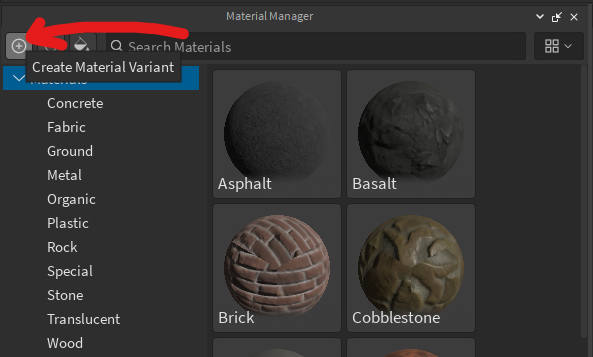 Material Manager
Search Materials
Create Material Variant
Materials
Concrete
Fabric
Ground
Metal
Organic
Plastic
Rock
Special
Stone
Translucent
Wood
Asphalt
Basalt
Brick
Cobblestone